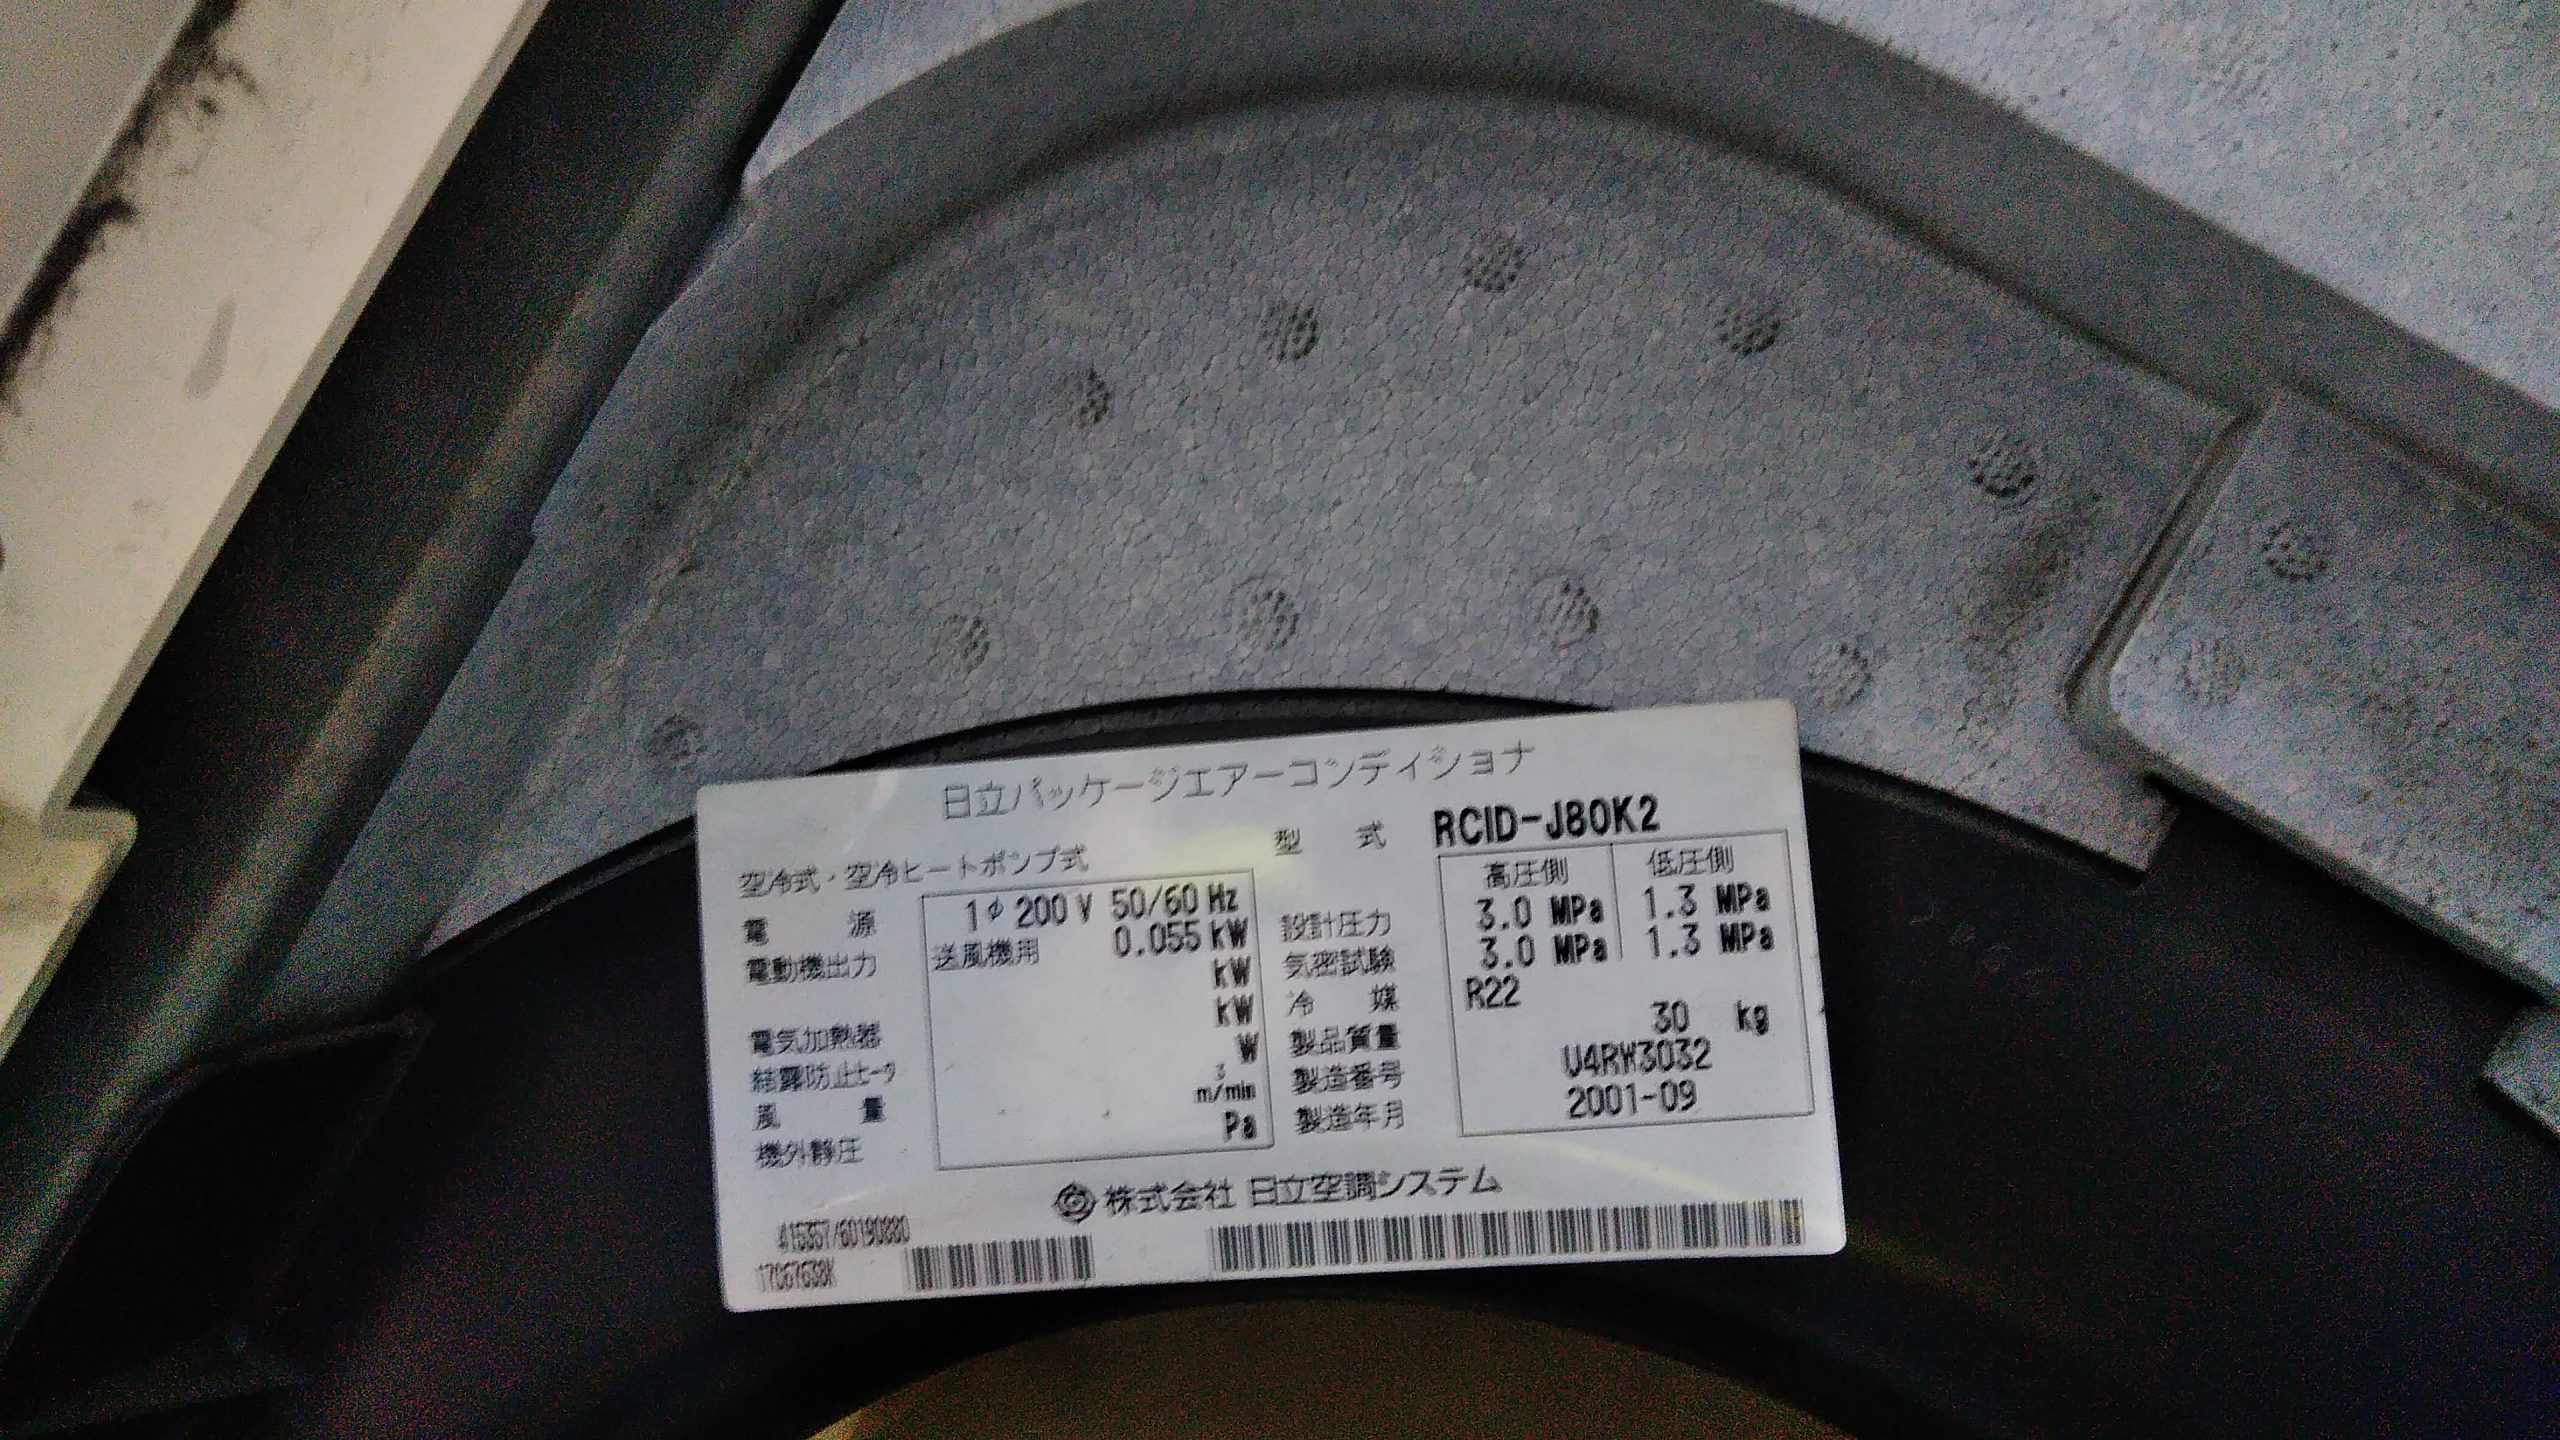 日立パッケージエアーコンディショナ
型式 RCID-J80K2
空冷式・空冷ヒートポンプ式
高圧側 低圧側
電源 1φ 200 V 50/60 Hz
設計圧力 3.0 MPa 1.3 MPa
電動機出力 送風機用 0.055 kW
気密試験 3.0 MPa 1.3 MPa
kW
冷媒 R22
kW
製品質量 30 kg
電気加熱器 W
製造番号 U4RW3032
結露防止ヒータ
製造年月 2001-09
風量 m³/min
機外静圧 Pa
株式会社 日立空調システム
415357/60190880
17C67638K